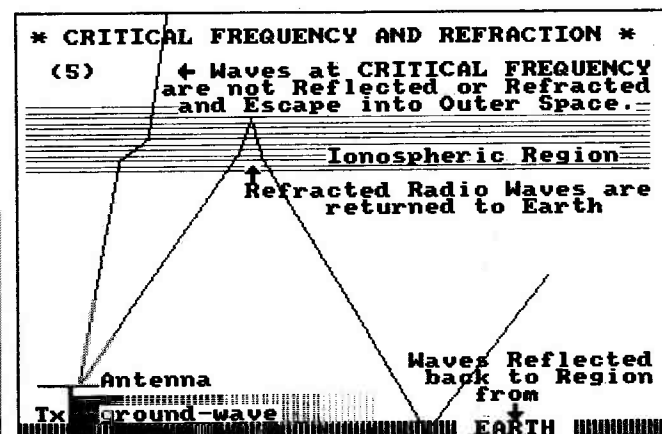 * CRITICAL FREQUENCY AND REFRACTION *
(5)
← Waves at CRITICAL FREQUENCY
are not Reflected or Refracted
and Escape into Outer Space.
Ionospheric Region
Refracted Radio Waves are
returned to Earth
Antenna
Waves Reflected
back to Region
from
Tx ground-wave
EARTH